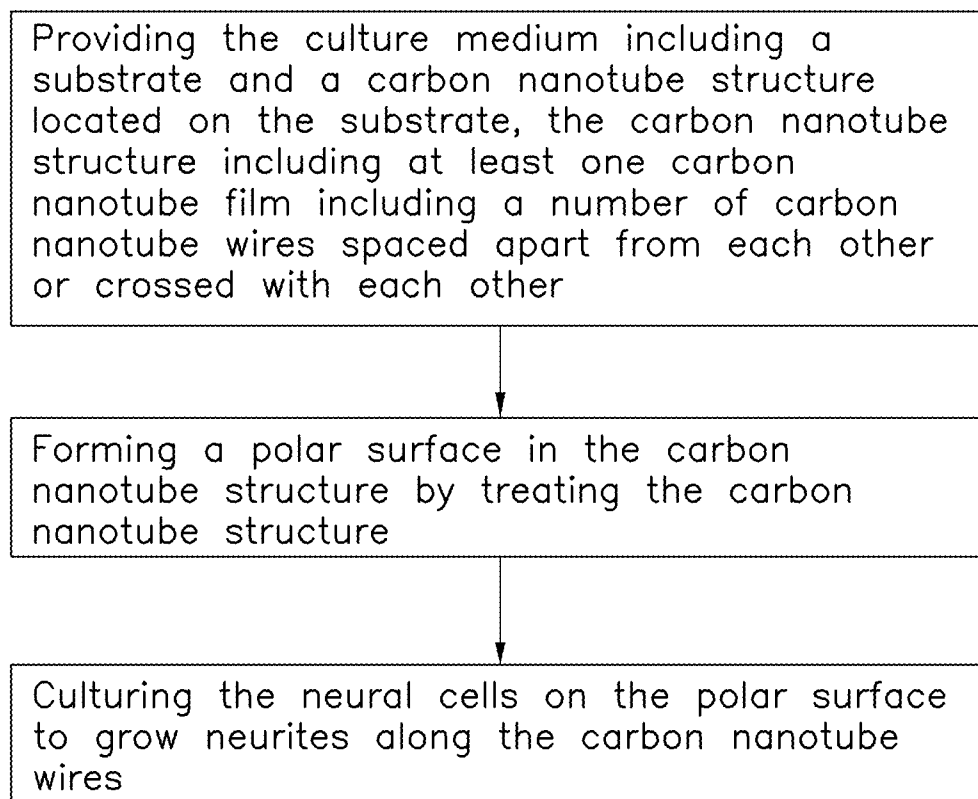 Providing the culture medium including a
substrate and a carbon nanotube structure
located on the substrate, the carbon nanotube
structure including at least one carbon
nanotube film including a number of carbon
nanotube wires spaced apart from each other
or crossed with each other
Forming a polar surface in the carbon
nanotube structure by treating the carbon
nanotube structure
Culturing the neural cells on the polar surface
to grow neurites along the carbon nanotube
wires